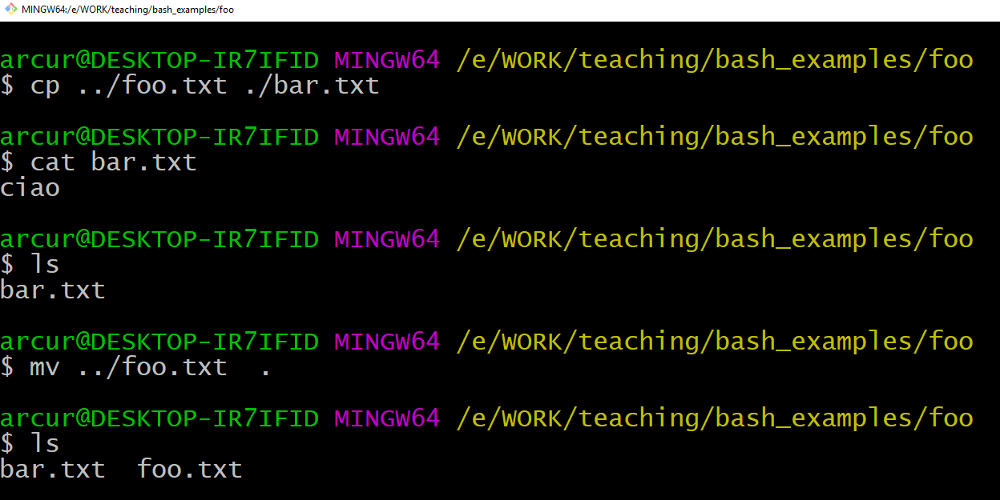 MINGW64:/e/WORK/teaching/bash_examples/foo
arcur@DESKTOP-IR7IFID MINGW64 /e/WORK/teaching/bash_examples/foo
$ cp ../foo.txt ./bar.txt
arcur@DESKTOP-IR7IFID MINGW64 /e/WORK/teaching/bash_examples/foo
$ cat bar.txt
ciao
arcur@DESKTOP-IR7IFID MINGW64 /e/WORK/teaching/bash_examples/foo
$ ls
bar.txt
arcur@DESKTOP-IR7IFID MINGW64 /e/WORK/teaching/bash_examples/foo
$ mv ../foo.txt  .
arcur@DESKTOP-IR7IFID MINGW64 /e/WORK/teaching/bash_examples/foo
$ ls
bar.txt  foo.txt